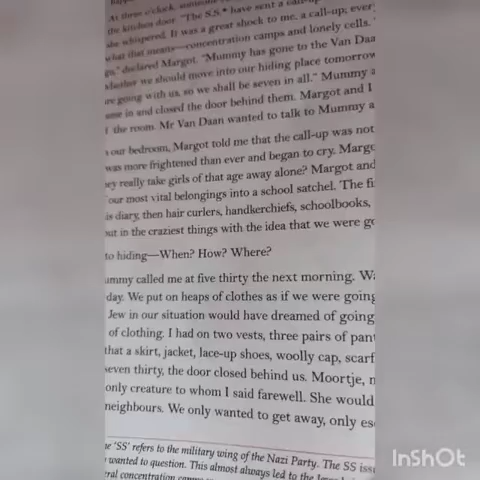 At three o'clock, someone
the kitchen door. "The S.S.* have sent a call-up
she whispered. It was a great shock to me, a call-up; every
what that means—concentration camps and lonely cells.
go," declared Margot. "Mummy has gone to the Van Daa
whether we should move into our hiding place tomorrow
are going with us, so we shall be seven in all." Mummy a
came in and closed the door behind them. Margot and I
the room. Mr Van Daan wanted to talk to Mummy a
our bedroom, Margot told me that the call-up was not
was more frightened than ever and began to cry. Margo
they really take girls of that age away alone? Margot and
our most vital belongings into a school satchel. The fi
is diary, then hair curlers, handkerchiefs, schoolbooks,
out in the craziest things with the idea that we were go
to hiding—When? How? Where?
ummy called me at five thirty the next morning. Wa
day. We put on heaps of clothes as if we were going
Jew in our situation would have dreamed of going
of clothing. I had on two vests, three pairs of pant
that a skirt, jacket, lace-up shoes, woolly cap, scarf
seven thirty, the door closed behind us. Moortje, m
only creature to whom I said farewell. She would
neighbours. We only wanted to get away, only es
he 'SS' refers to the military wing of the Nazi Party. The SS issu
wanted to question. This almost always led to the
ral concentration camps
InShOt